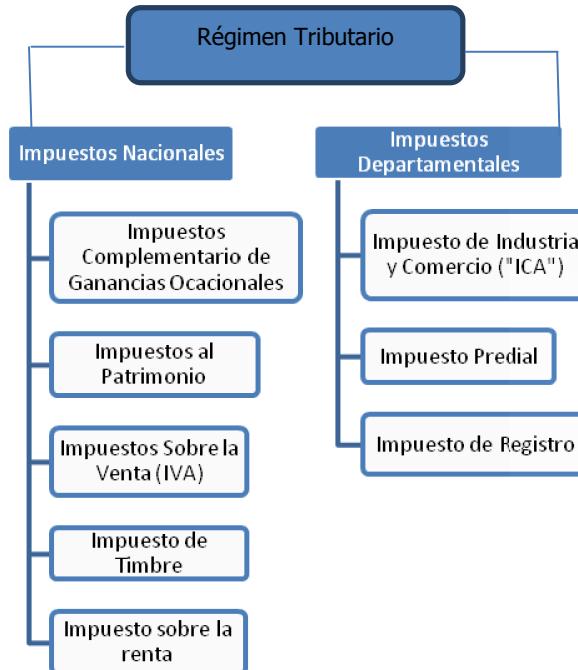 Régimen Tributario
Impuestos Nacionales
Impuestos
Complementario de
Ganancias Ocacionales
Impuestos al
Patrimonio
Impuestos Sobre la
Venta (IVA)
Impuesto de
Timbre
Impuesto sobre la
renta
Impuestos
Departamentales
Impuesto de Industria
y Comercio ("ICA")
Impuesto Predial
Impuesto de Registro